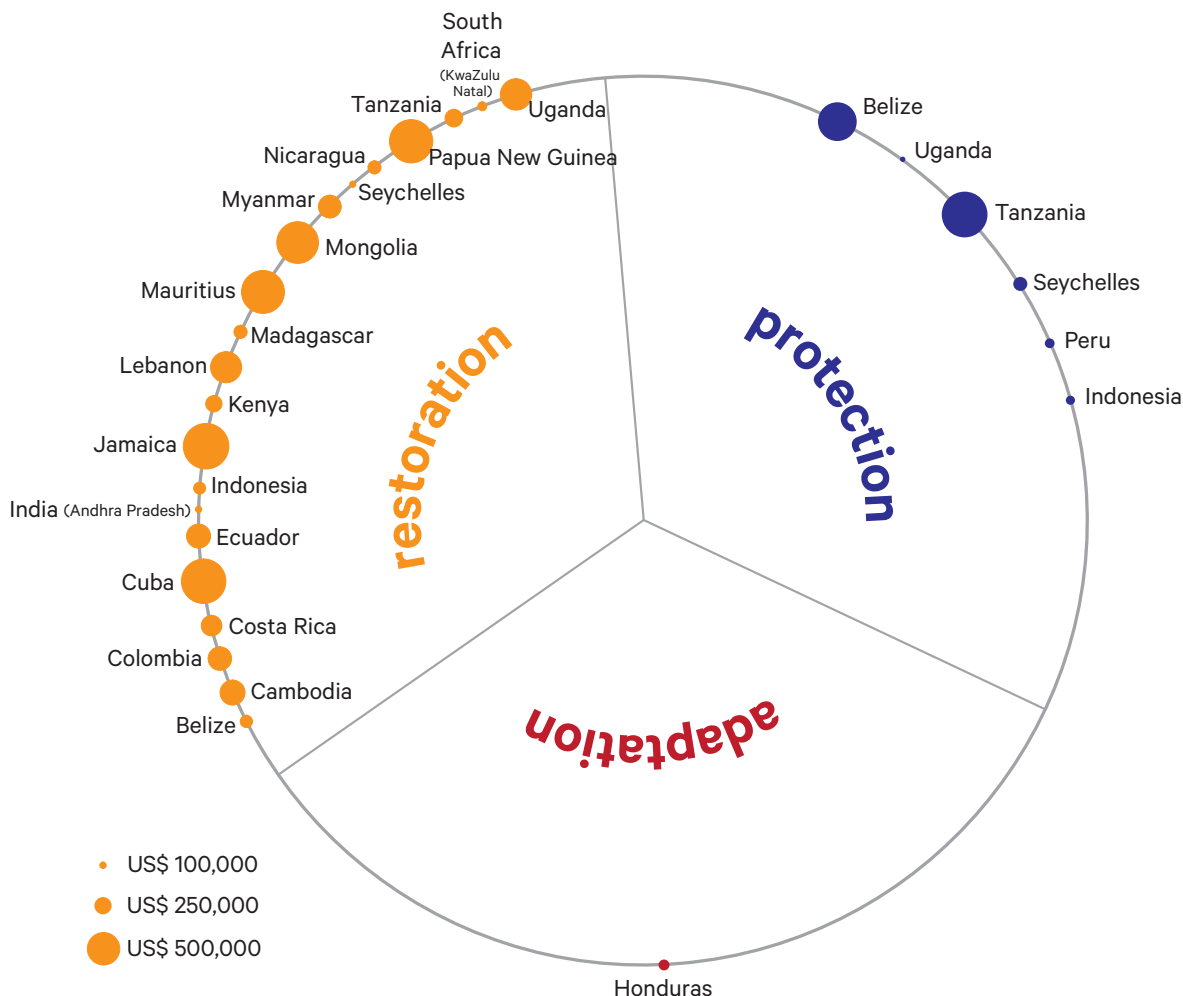 South
Africa
(KwaZulu
Natal)
Tanzania
Uganda
Nicaragua
Papua New Guinea
Myanmar
Seychelles
Mongolia
Mauritius
Madagascar
Lebanon
Kenya
Jamaica
Indonesia
India (Andhra Pradesh)
Ecuador
Cuba
Costa Rica
Colombia
Cambodia
Belize
restoration
Belize
Uganda
Tanzania
Seychelles
Peru
Indonesia
protection
adaptation
Honduras
US$ 100,000
US$ 250,000
US$ 500,000